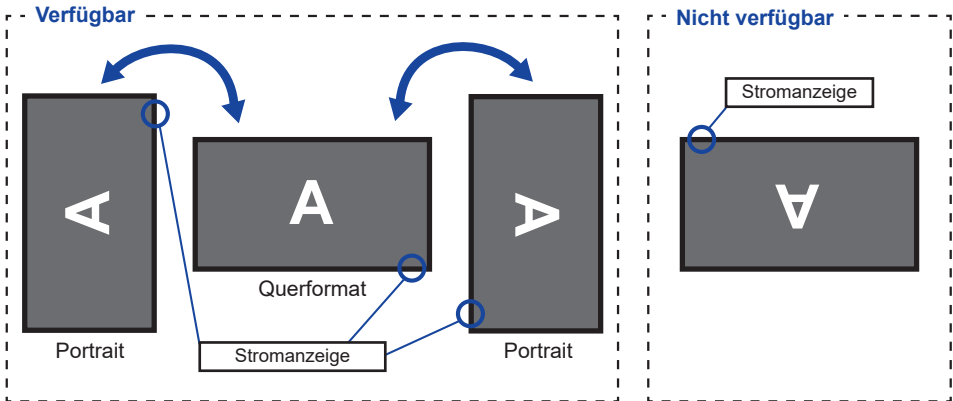 Verfügbar
Nicht verfügbar
Stromanzeige
A
A
A
A
Querformat
Portrait
Stromanzeige
Portrait